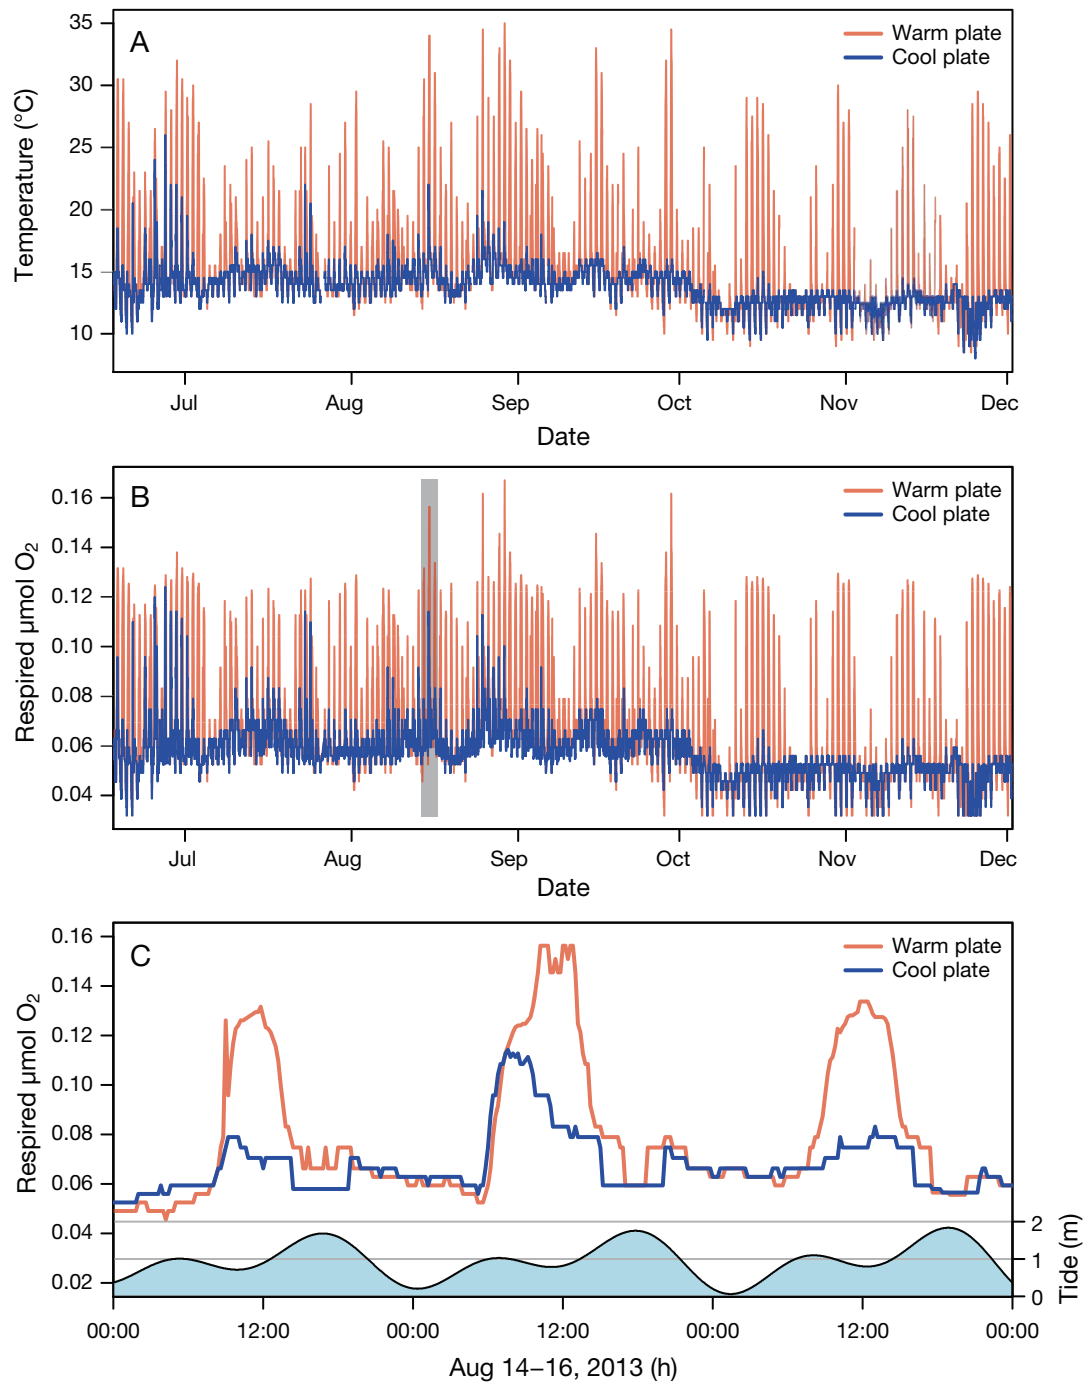 A
Warm plate
Cool plate
Temperature (°C)
35
30
25
20
15
10
Jul Aug Sep Oct Nov Dec
Date
B
Warm plate
Cool plate
Respired µmol O₂
0.16
0.14
0.12
0.10
0.08
0.06
0.04
Jul Aug Sep Oct Nov Dec
Date
C
Warm plate
Cool plate
Respired µmol O₂
0.16
0.14
0.12
0.10
0.08
0.06
0.04
0.02
2
1
0
Tide (m)
00:00 12:00 00:00 12:00 00:00 12:00 00:00
Aug 14–16, 2013 (h)